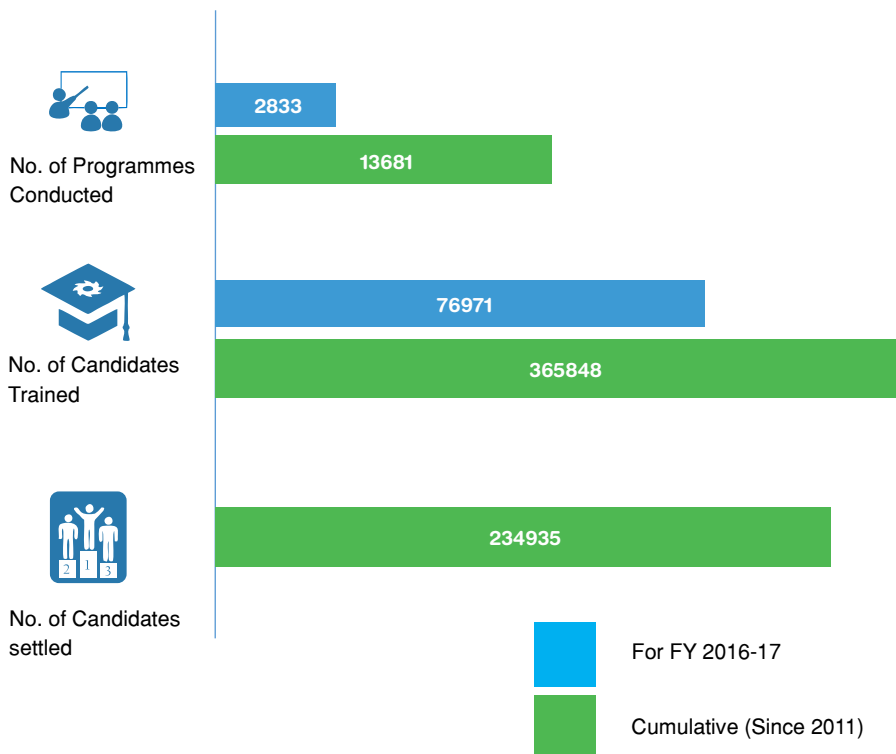 2833
13681
No. of Programmes
Conducted
76971
365848
No. of Candidates
Trained
234935
2 1 3
No. of Candidates
settled
For FY 2016-17
Cumulative (Since 2011)